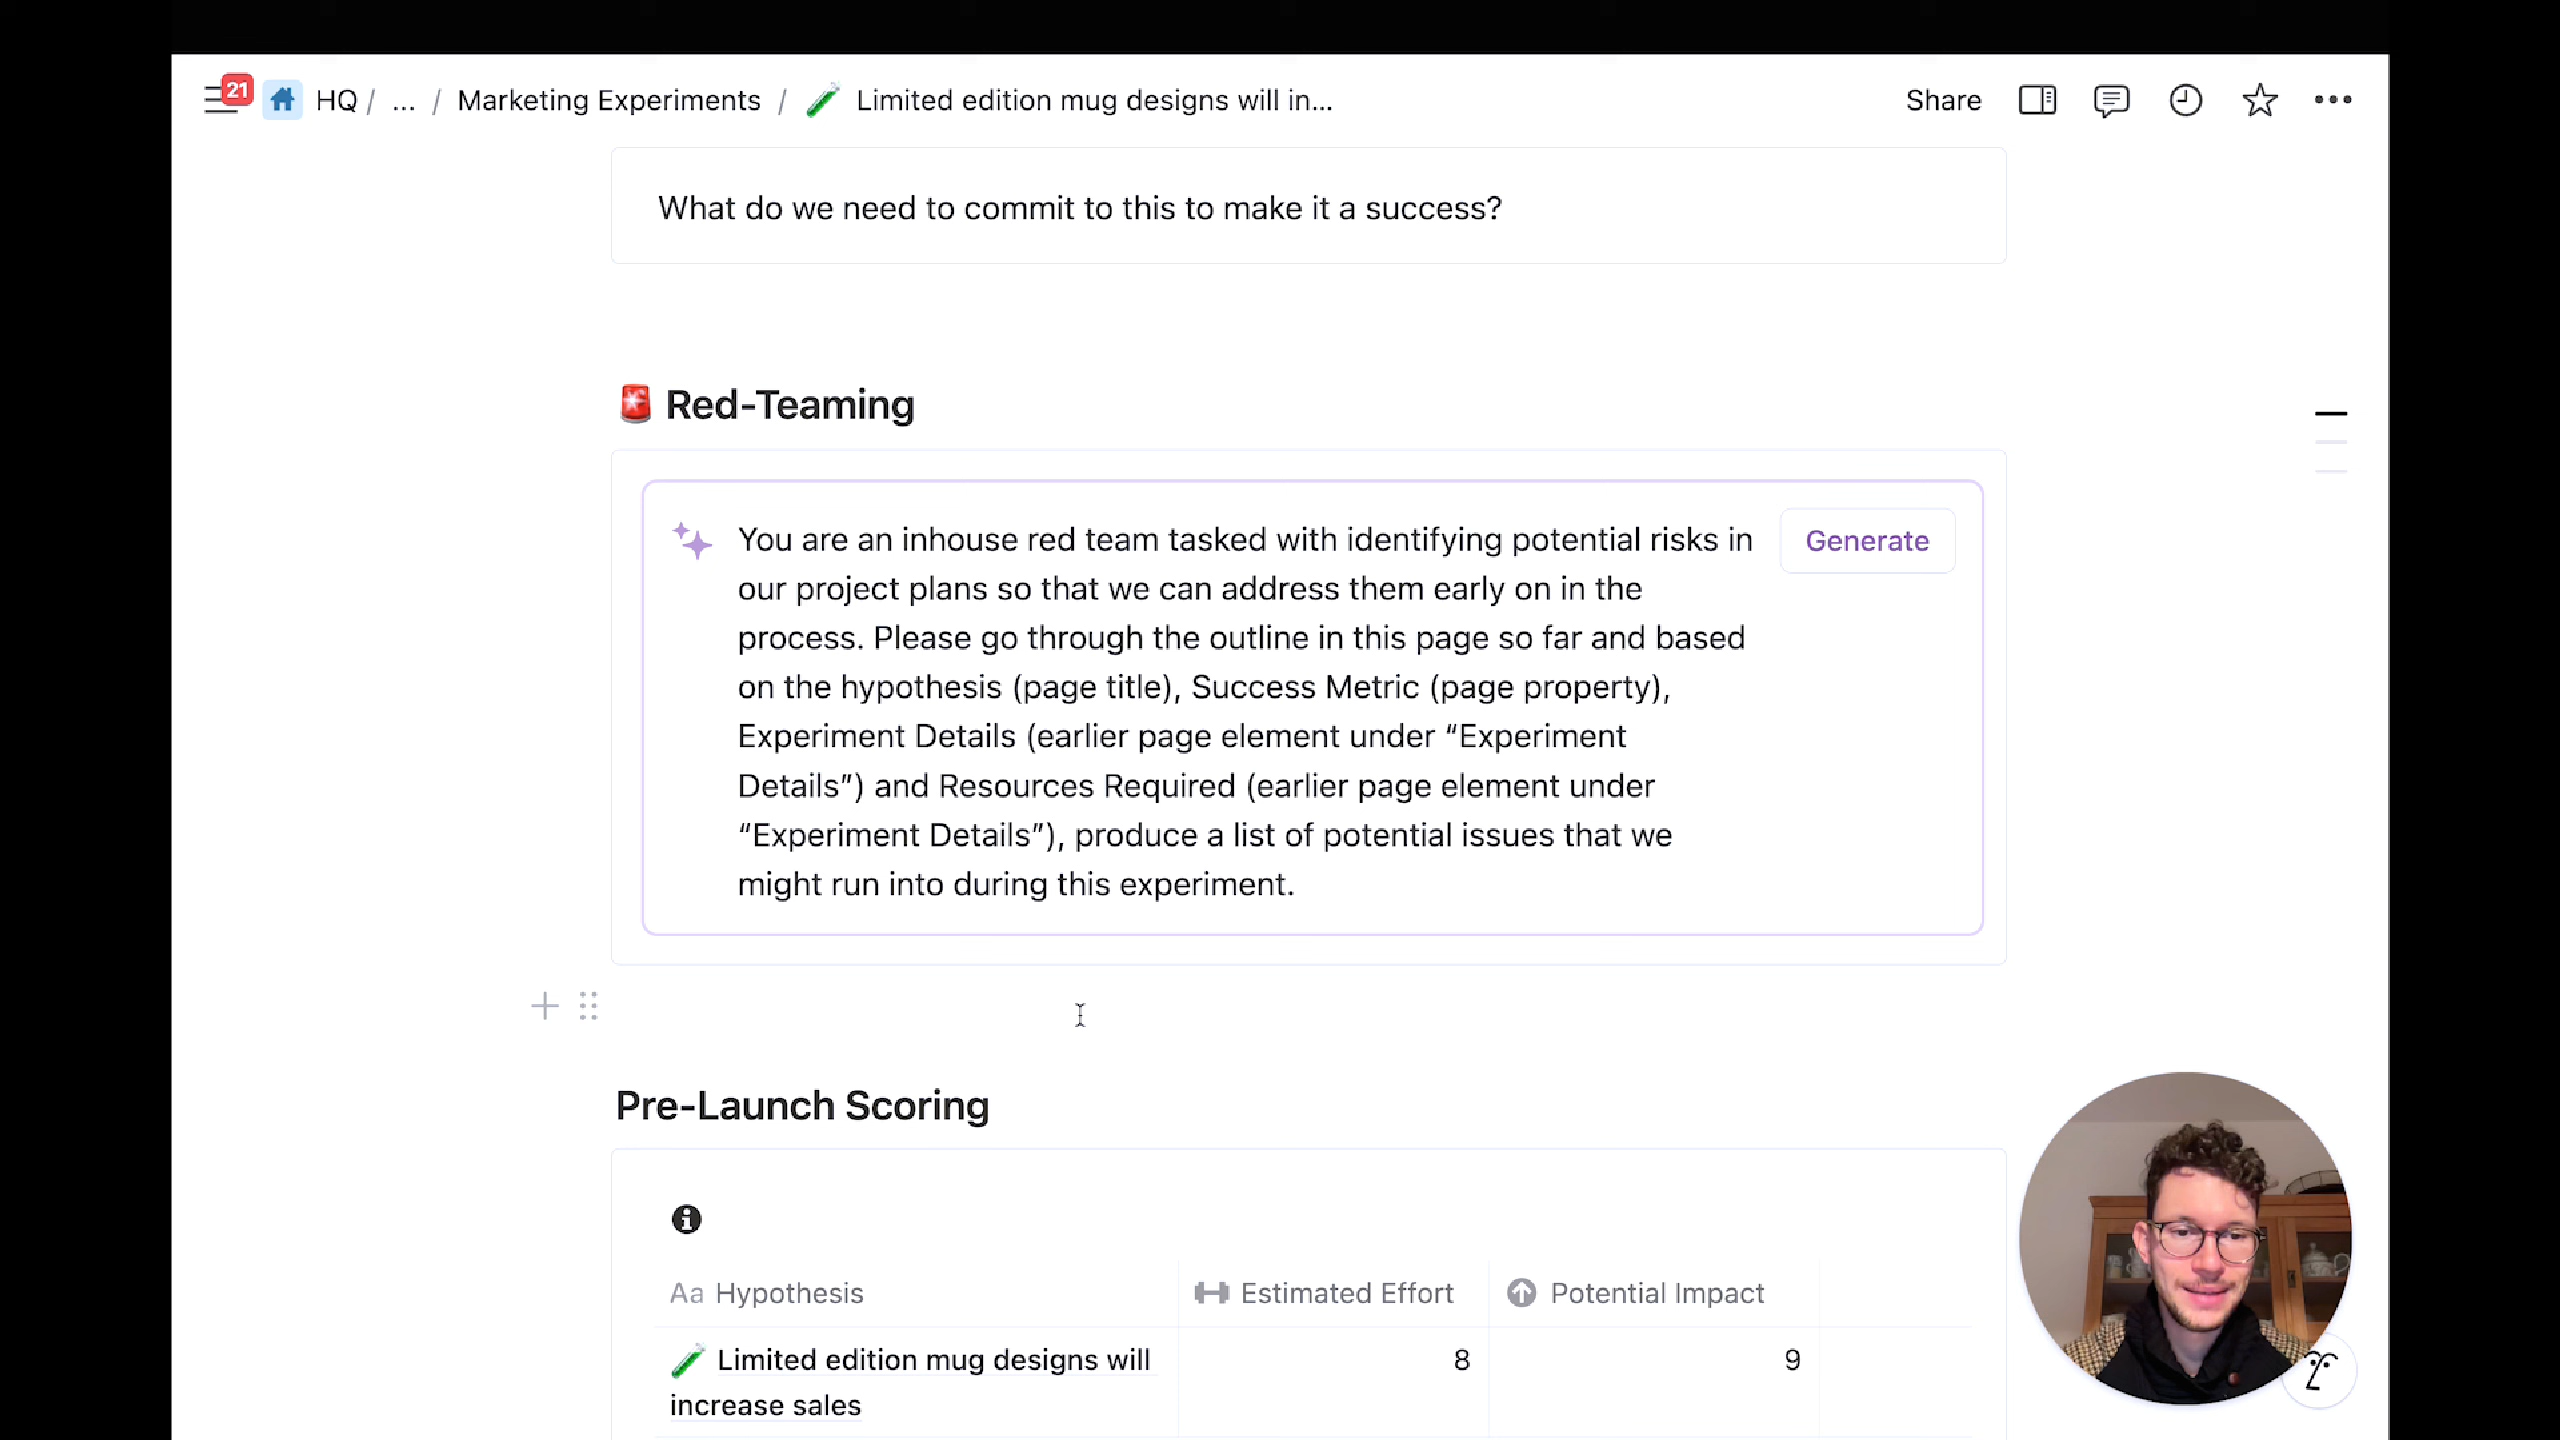 21
HQ / ... / Marketing Experiments / Limited edition mug designs will in...
Share
What do we need to commit to this to make it a success?
Red-Teaming
You are an inhouse red team tasked with identifying potential risks in
our project plans so that we can address them early on in the
process. Please go through the outline in this page so far and based
on the hypothesis (page title), Success Metric (page property),
Experiment Details (earlier page element under “Experiment
Details”) and Resources Required (earlier page element under
“Experiment Details”), produce a list of potential issues that we
might run into during this experiment.
Generate
Pre-Launch Scoring
Aa Hypothesis
Estimated Effort
Potential Impact
Limited edition mug designs will
increase sales
8
9